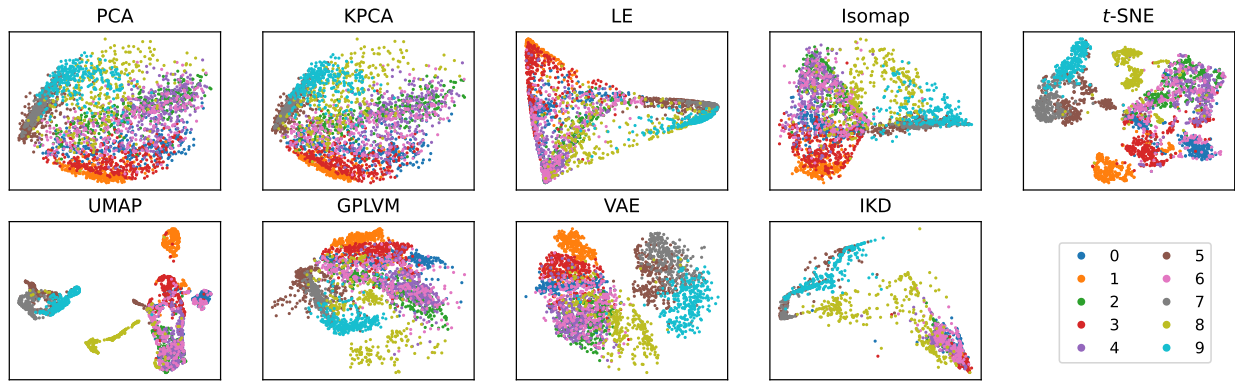 PCA
KPCA
LE
Isomap
t-SNE
UMAP
GPLVM
VAE
IKD
0 5
1 6
2 7
3 8
4 9